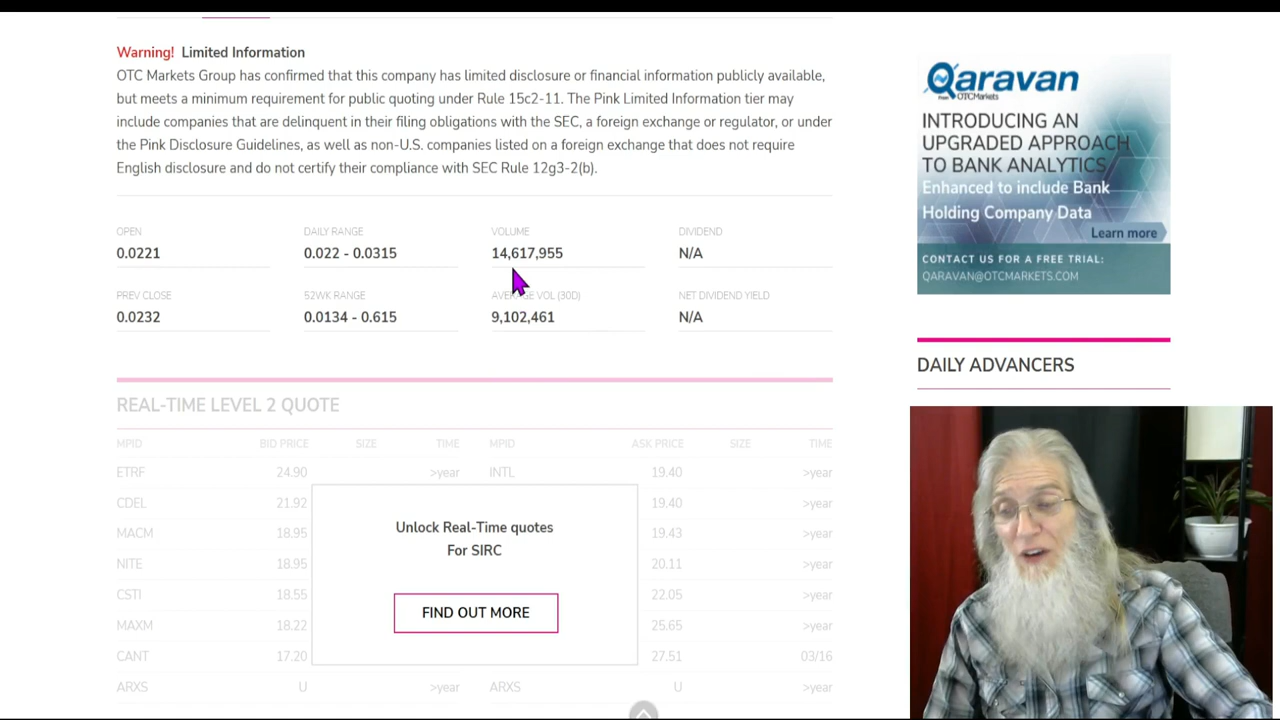 Warning! Limited Information
OTC Markets Group has confirmed that this company has limited disclosure or financial information publicly available,
but meets a minimum requirement for public quoting under Rule 15c2-11. The Pink Limited Information tier may
include companies that are delinquent in their filing obligations with the SEC, a foreign exchange or regulator, or under
the Pink Disclosure Guidelines, as well as non-U.S. companies listed on a foreign exchange that does not require
English disclosure and do not certify their compliance with SEC Rule 12g3-2(b).
OPEN DAILY RANGE VOLUME DIVIDEND
0.0221 0.022 - 0.0315 14,617,955 N/A
PREV CLOSE 52WK RANGE AVERAGE VOL (30D) NET DIVIDEND YIELD
0.0232 0.0134 - 0.615 9,102,461 N/A
REAL-TIME LEVEL 2 QUOTE
MPID BID PRICE SIZE TIME MPID ASK PRICE SIZE TIME
ETRF 24.90 >year INTL 19.40 >year
CDEL 21.92 19.40 >year
MACM 18.95 19.43 >year
NITE 18.95 20.11 >year
CSTI 18.55 22.05 >year
MAXM 18.22 25.65 >year
CANT 17.20 27.51 03/16
ARXS U >year ARXS U >year
Unlock Real-Time quotes
For SIRC
FIND OUT MORE
Qaravan
From OTCMarkets
INTRODUCING AN
UPGRADED APPROACH
TO BANK ANALYTICS
Enhanced to include Bank
Holding Company Data
Learn more
CONTACT US FOR A FREE TRIAL:
QARAVAN@OTCMARKETS.COM
DAILY ADVANCERS